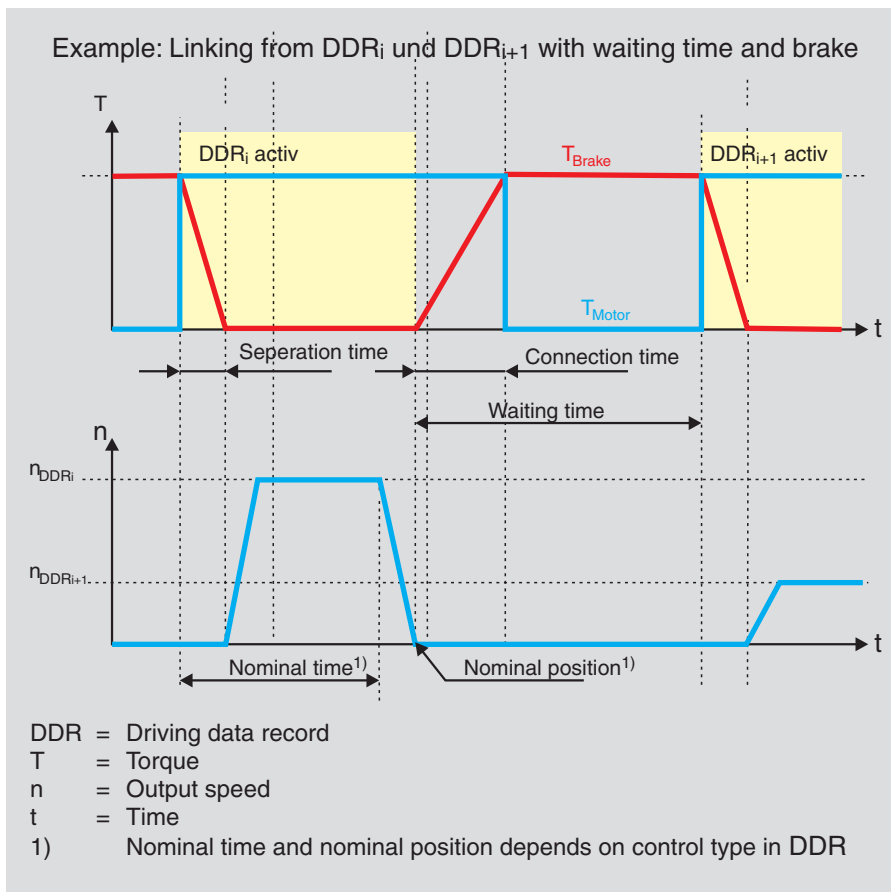 Example: Linking from DDRi und DDRi+1 with waiting time and brake
T
DDRi activ
TBrake
DDRi+1 activ
TMotor
t
Seperation time
Connection time
Waiting time
n
nDDRi
nDDRi+1
t
Nominal time1)
Nominal position1)
DDR = Driving data record
T = Torque
n = Output speed
t = Time
1) Nominal time and nominal position depends on control type in DDR